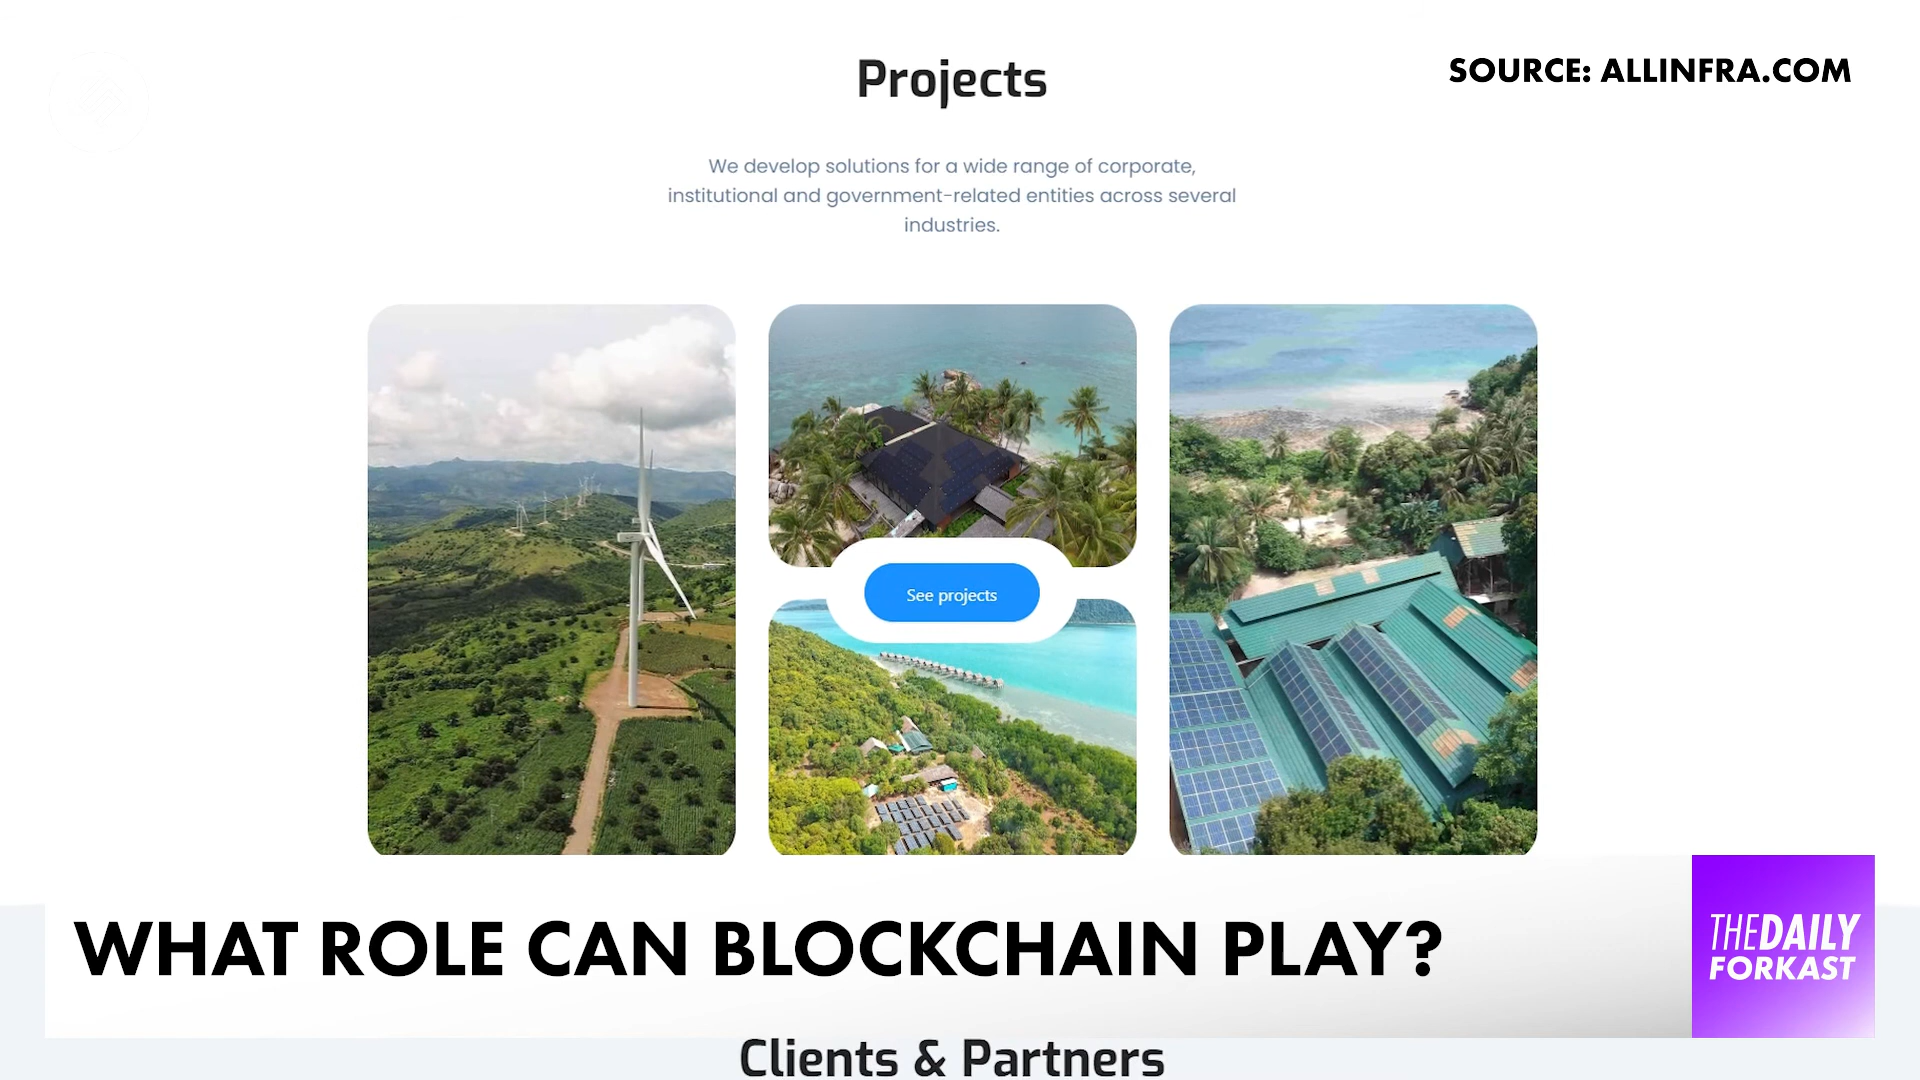 Projects
SOURCE: ALLINFRA.COM
We develop solutions for a wide range of corporate,
institutional and government-related entities across several
industries.
See projects
WHAT ROLE CAN BLOCKCHAIN PLAY?
THEDAILY
FORKAST
Clients & Partners